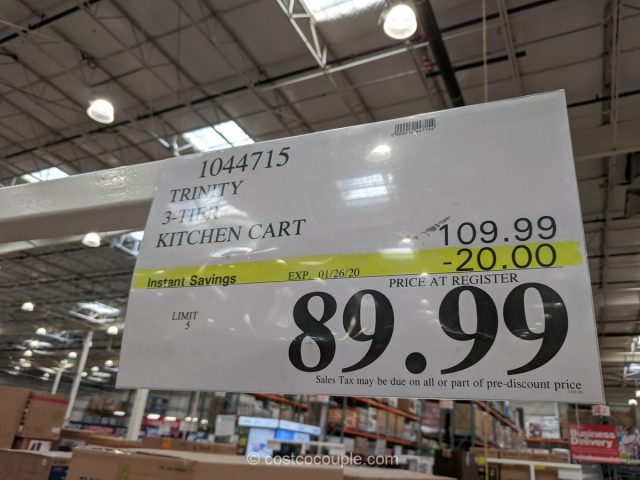 1044715
TRINITY
3-TIER
KITCHEN CART
109.99
-20.00
Instant Savings EXP. 01/26/20
PRICE AT REGISTER
LIMIT
5
89.99
Sales Tax may be due on all or part of pre-discount price
Business
Delivery
© costcocouple.com